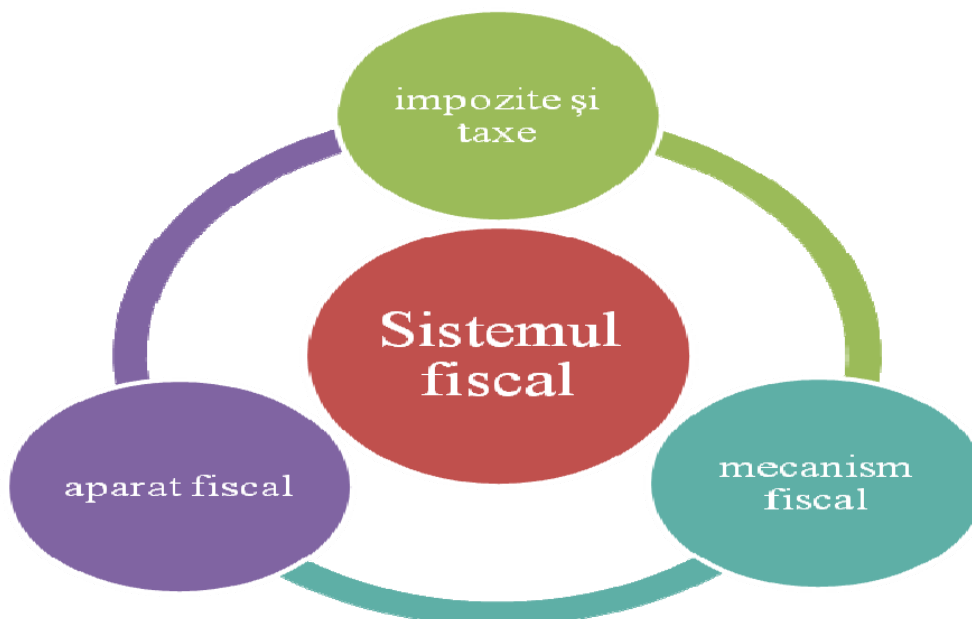 impozite şi
taxe
Sistemul
fiscal
aparat fiscal
mecanism
fiscal